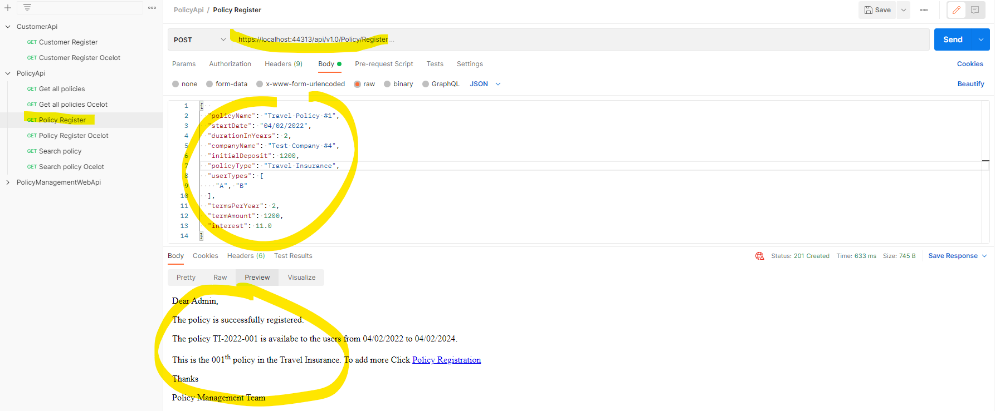 PolicyApi / Policy Register
Save
CustomerApi
GET Customer Register
GET Customer Register Ocelot
PolicyApi
GET Get all policies
GET Get all policies Ocelot
GET Policy Register
GET Policy Register Ocelot
GET Search policy
GET Search policy Ocelot
PolicyManagementWebApi
POST https://localhost:44313/api/v1.0/Policy/Register ...
Send
Params Authorization Headers (9) Body Pre-request Script Tests Settings Cookies
none form-data x-www-form-urlencoded raw binary GraphQL JSON Beautify
1 {
2 "policyName": "Travel Policy #1",
3 "startDate": "04/02/2022",
4 "durationInYears": 2,
5 "companyName": "Test Company #4",
6 "initialDeposit": 1200,
7 "policyType": "Travel Insurance",
8 "userTypes": [
9 "A", "B"
10 ],
11 "termsPerYear": 2,
12 "termAmount": 1200,
13 "interest": 11.0
14 }
Body Cookies Headers (6) Test Results Status: 201 Created Time: 633 ms Size: 745 B Save Response
Pretty Raw Preview Visualize
Dear Admin,
The policy is successfully registered.
The policy TI-2022-001 is availabe to the users from 04/02/2022 to 04/02/2024.
This is the 001th policy in the Travel Insurance. To add more Click Policy Registration
Thanks
Policy Management Team